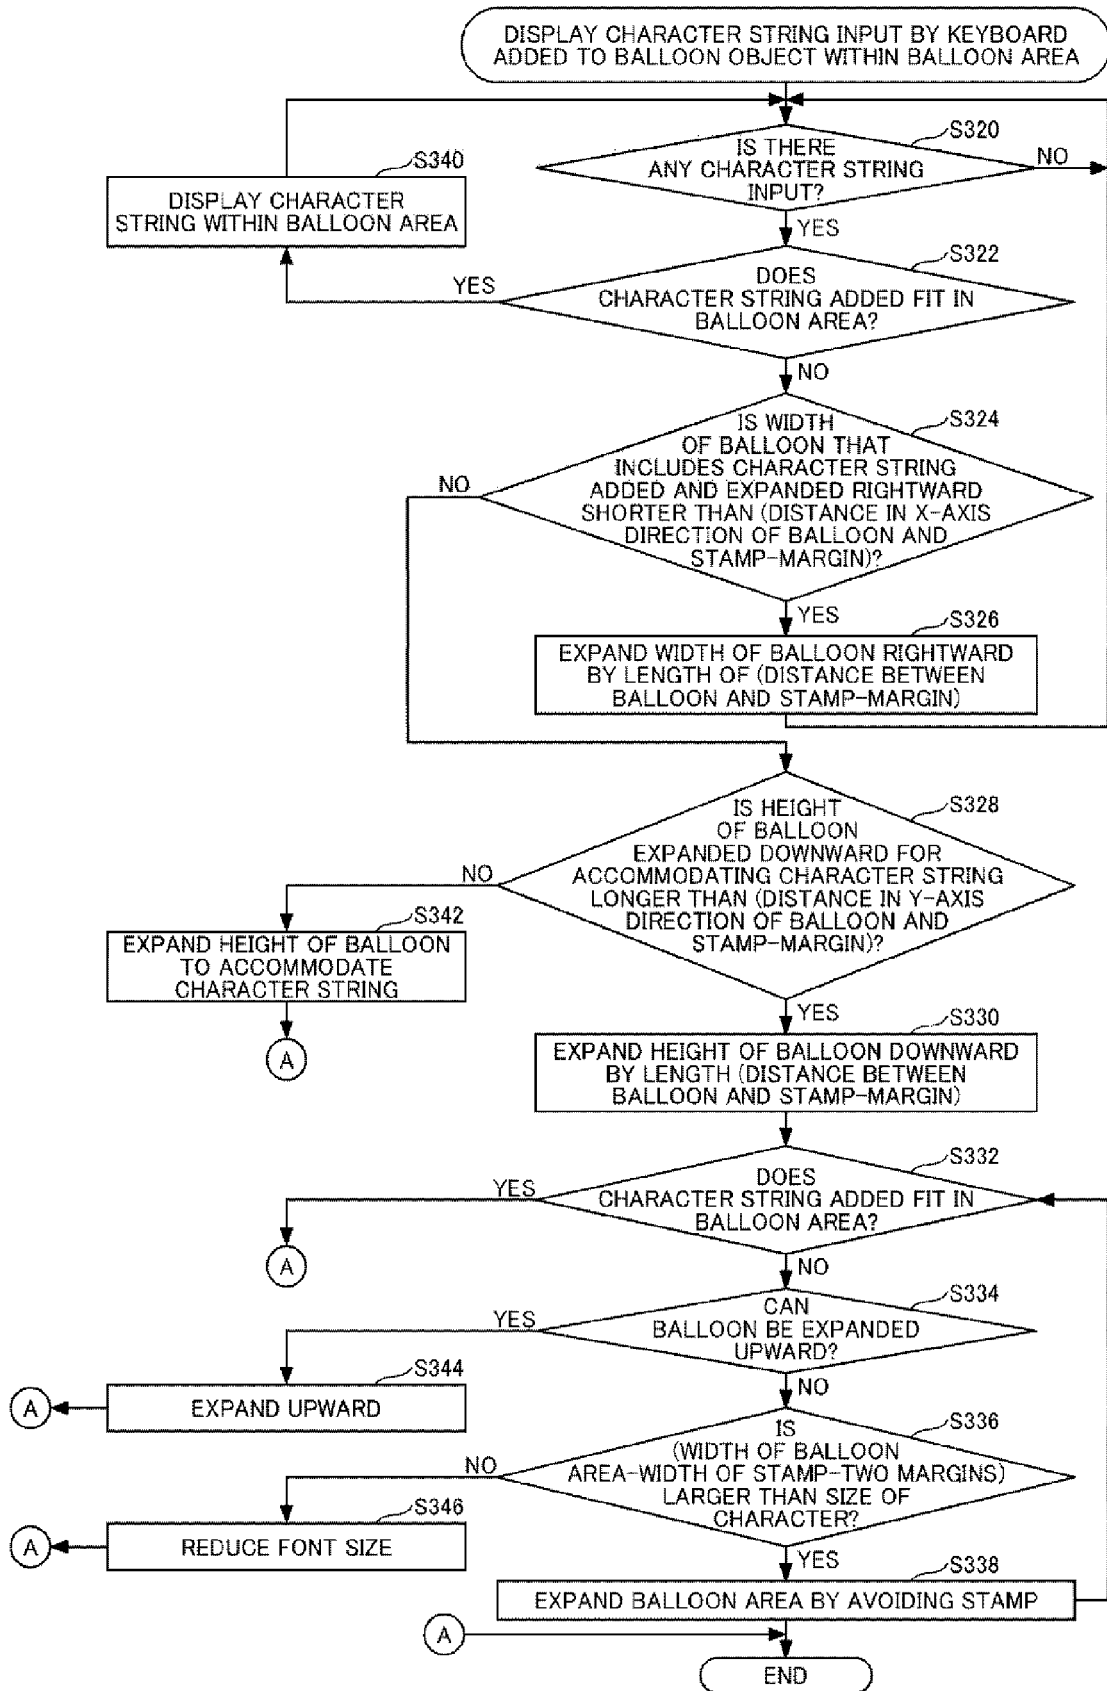 DISPLAY CHARACTER STRING INPUT BY KEYBOARD
ADDED TO BALLOON OBJECT WITHIN BALLOON AREA
S320
IS THERE
ANY CHARACTER STRING
INPUT?
NO
YES
S340
DISPLAY CHARACTER
STRING WITHIN BALLOON AREA
S322
DOES
CHARACTER STRING ADDED FIT IN
BALLOON AREA?
YES
NO
S324
IS WIDTH
OF BALLOON THAT
INCLUDES CHARACTER STRING
ADDED AND EXPANDED RIGHTWARD
SHORTER THAN (DISTANCE IN X-AXIS
DIRECTION OF BALLOON AND
STAMP-MARGIN)?
NO
YES
S326
EXPAND WIDTH OF BALLOON RIGHTWARD
BY LENGTH OF (DISTANCE BETWEEN
BALLOON AND STAMP-MARGIN)
S328
IS HEIGHT
OF BALLOON
EXPANDED DOWNWARD FOR
ACCOMMODATING CHARACTER STRING
LONGER THAN (DISTANCE IN Y-AXIS
DIRECTION OF BALLOON AND
STAMP-MARGIN)?
NO
YES
S342
EXPAND HEIGHT OF BALLOON
TO ACCOMMODATE
CHARACTER STRING
A
S330
EXPAND HEIGHT OF BALLOON DOWNWARD
BY LENGTH (DISTANCE BETWEEN
BALLOON AND STAMP-MARGIN)
S332
DOES
CHARACTER STRING ADDED FIT IN
BALLOON AREA?
YES
A
NO
S334
CAN
BALLOON BE EXPANDED
UPWARD?
YES
NO
S344
EXPAND UPWARD
A
S336
IS
(WIDTH OF BALLOON
AREA-WIDTH OF STAMP-TWO MARGINS)
LARGER THAN SIZE OF
CHARACTER?
NO
YES
S346
REDUCE FONT SIZE
A
S338
EXPAND BALLOON AREA BY AVOIDING STAMP
A
END